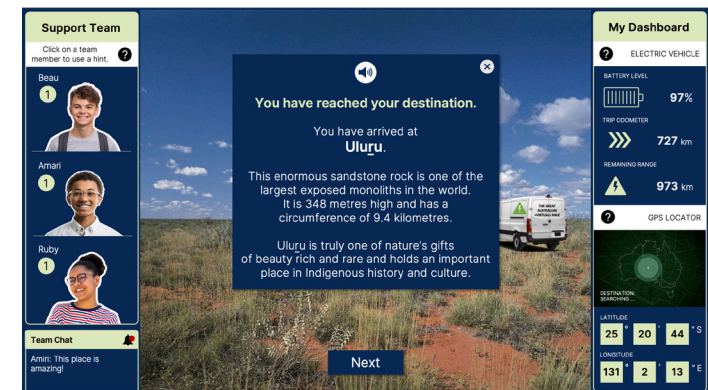 Support Team
Click on a team
member to use a hint.
?
Beau
1
Amari
1
Ruby
1
Team Chat
Amiri: This place is
amazing!
You have reached your destination.
You have arrived at
Uluṟu.
This enormous sandstone rock is one of the
largest exposed monoliths in the world.
It is 348 metres high and has a
circumference of 9.4 kilometres.
Uluṟu is truly one of nature's gifts
of beauty rich and rare and holds an important
place in Indigenous history and culture.
THE GREAT
AUSTRALIAN
(VIRTUAL) RACE
Next
My Dashboard
? ELECTRIC VEHICLE
BATTERY LEVEL
97%
TRIP ODOMETER
727 km
REMAINING RANGE
973 km
? GPS LOCATOR
DESTINATION:
SEARCHING ...
LATITUDE
25 ° 20 ' 44 " S
LONGITUDE
131 ° 2 ' 13 " E